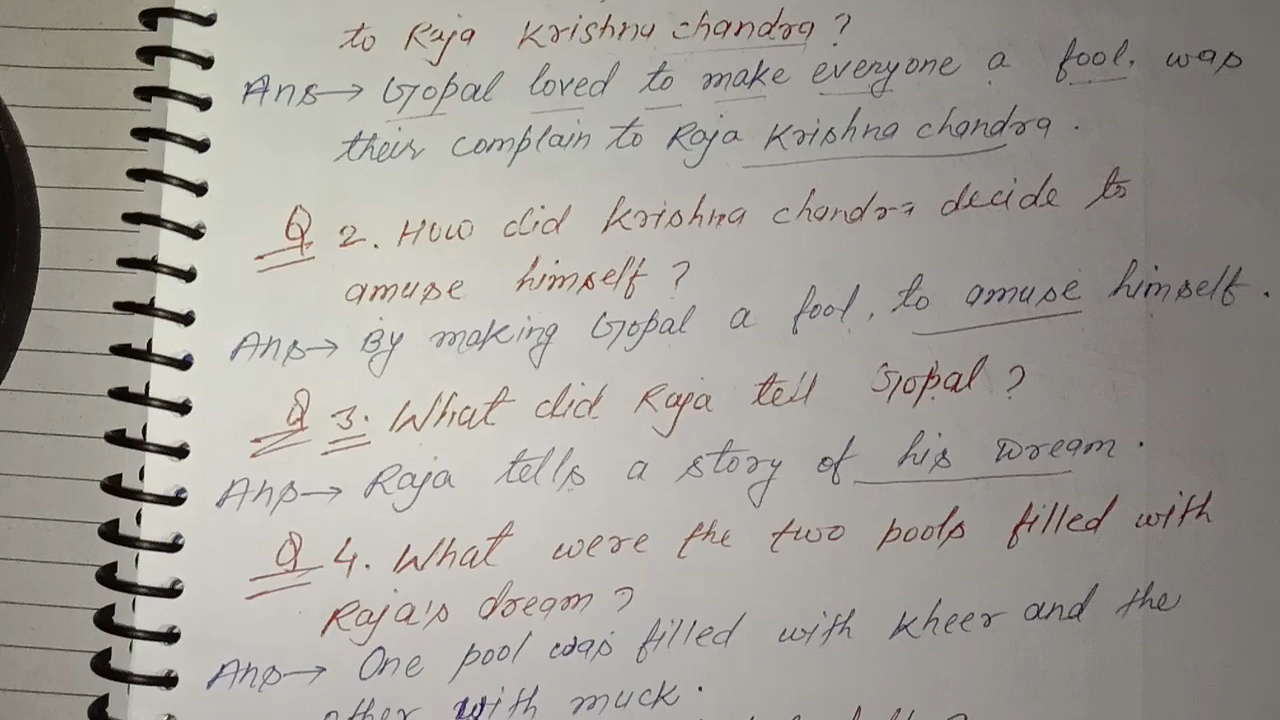 to Raja Krishna chandra ?
Ans→ Gopal loved to make everyone a fool. was
their complain to Raja Krishna chandra .
Q 2. How did Krishna chandra decide to
amuse himself ?
Ans→ By making Gopal a fool, to amuse himself .
Q 3. What did Raja tell Gopal ?
Ans→ Raja tells a story of his Dream .
Q 4. What were the two pools filled with
Raja's dream ?
Ans→ One pool was filled with kheer and the
other with muck .